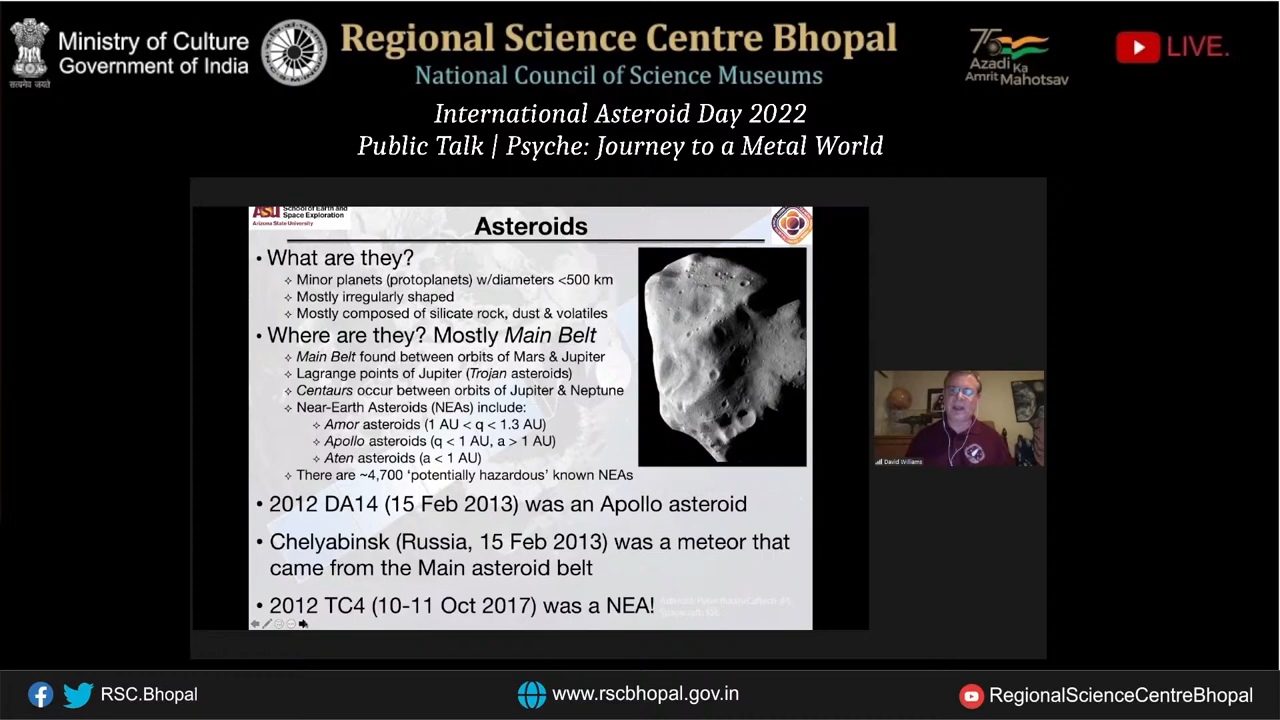 Ministry of Culture
Government of India
सत्यमेव जयते
Regional Science Centre Bhopal
National Council of Science Museums
75
Azadi Ka
Amrit Mahotsav
LIVE.
International Asteroid Day 2022
Public Talk | Psyche: Journey to a Metal World
ASU School of Earth and
Space Exploration
Arizona State University
Asteroids
• What are they?
✧ Minor planets (protoplanets) w/diameters <500 km
✧ Mostly irregularly shaped
✧ Mostly composed of silicate rock, dust & volatiles
• Where are they? Mostly Main Belt
✧ Main Belt found between orbits of Mars & Jupiter
✧ Lagrange points of Jupiter (Trojan asteroids)
✧ Centaurs occur between orbits of Jupiter & Neptune
✧ Near-Earth Asteroids (NEAs) include:
✧ Amor asteroids (1 AU < q < 1.3 AU)
✧ Apollo asteroids (q < 1 AU, a > 1 AU)
✧ Aten asteroids (a < 1 AU)
✧ There are ~4,700 'potentially hazardous' known NEAs
• 2012 DA14 (15 Feb 2013) was an Apollo asteroid
• Chelyabinsk (Russia, 15 Feb 2013) was a meteor that
came from the Main asteroid belt
• 2012 TC4 (10-11 Oct 2017) was a NEA!
David Williams
RSC.Bhopal
www.rscbhopal.gov.in
RegionalScienceCentreBhopal